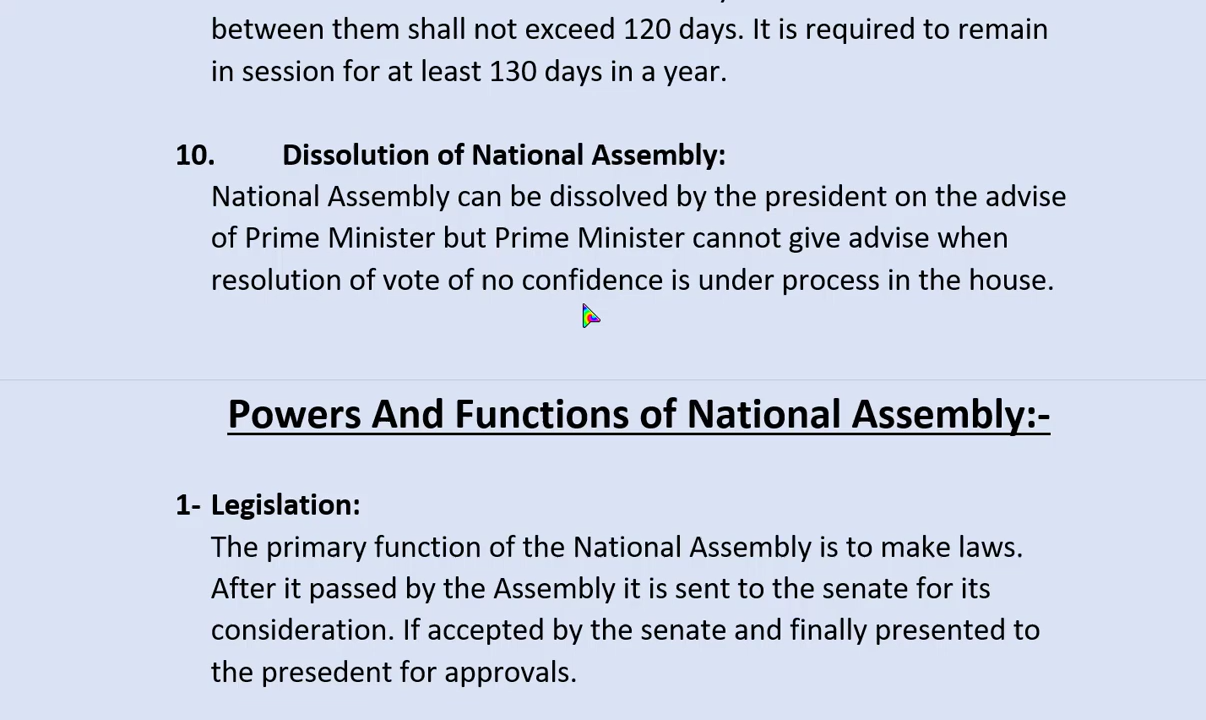 between them shall not exceed 120 days. It is required to remain
in session for at least 130 days in a year.
10. Dissolution of National Assembly:
National Assembly can be dissolved by the president on the advise
of Prime Minister but Prime Minister cannot give advise when
resolution of vote of no confidence is under process in the house.
Powers And Functions of National Assembly:-
1- Legislation:
The primary function of the National Assembly is to make laws.
After it passed by the Assembly it is sent to the senate for its
consideration. If accepted by the senate and finally presented to
the presedent for approvals.